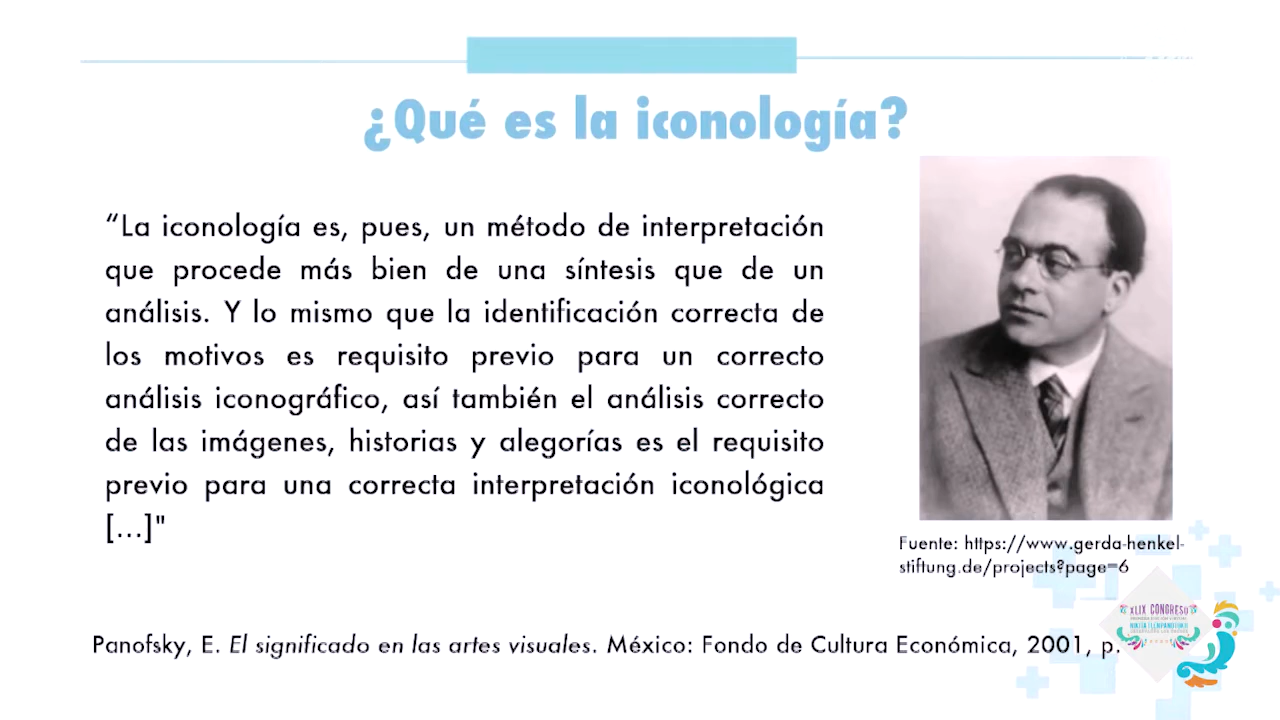 ¿Qué es la iconología?
“La iconología es, pues, un método de interpretación
que procede más bien de una síntesis que de un
análisis. Y lo mismo que la identificación correcta de
los motivos es requisito previo para un correcto
análisis iconográfico, así también el análisis correcto
de las imágenes, historias y alegorías es el requisito
previo para una correcta interpretación iconológica
[...]"
Fuente: https://www.gerda-henkel-
stiftung.de/projects?page=6
Panofsky, E. El significado en las artes visuales. México: Fondo de Cultura Económica, 2001, p.
XLIX CONGRESO